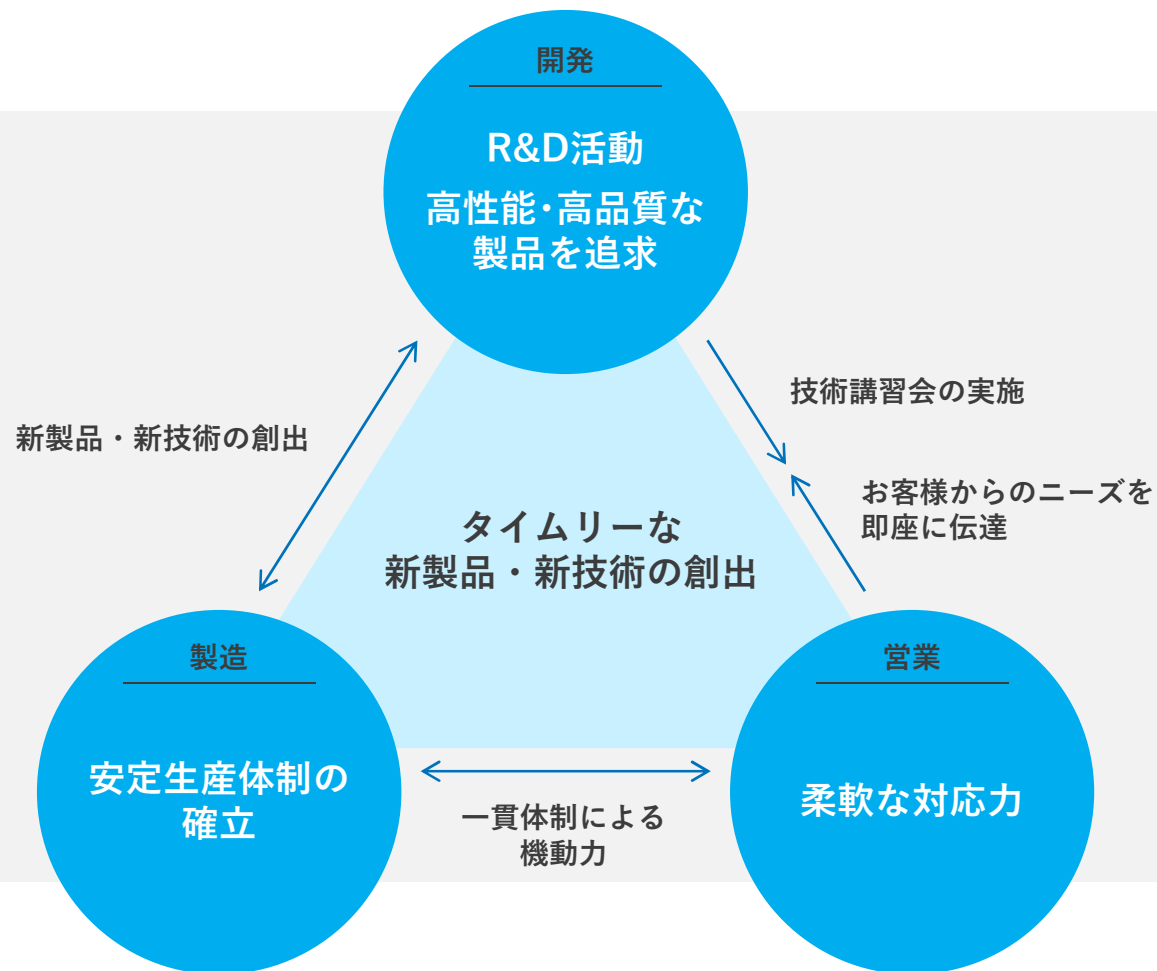 開発
R&D活動
高性能・高品質な
製品を追求
技術講習会の実施
新製品・新技術の創出
お客様からのニーズを
即座に伝達
タイムリーな
新製品・新技術の創出
製造
安定生産体制の
確立
一貫体制による
機動力
営業
柔軟な対応力